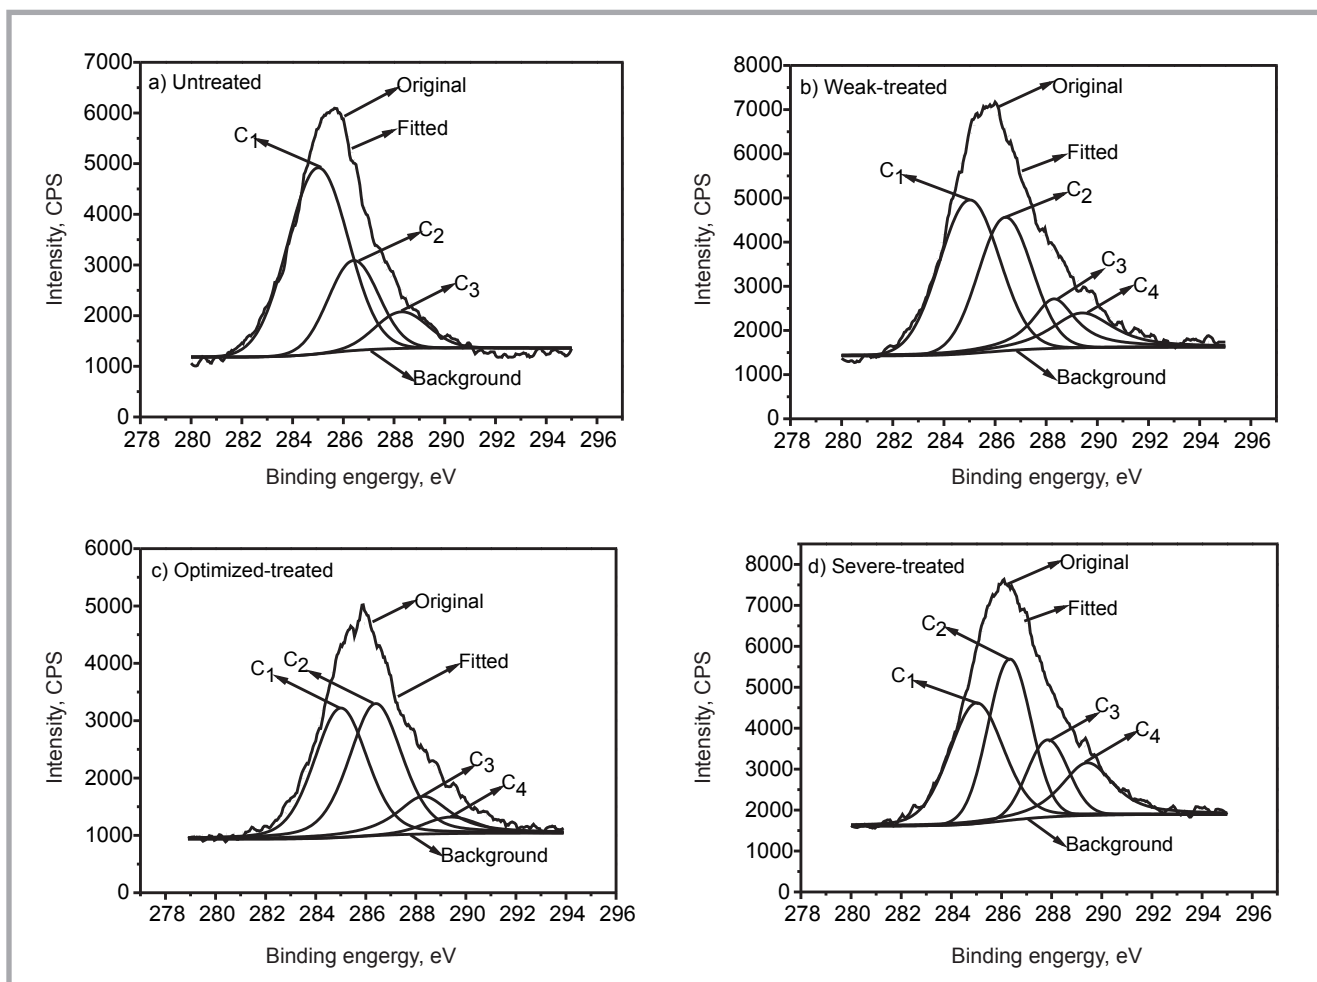 a) Untreated
7000
6000
5000
4000
3000
2000
1000
0
Original
Fitted
C1
C2
C3
Background
278 280 282 284 286 288 290 292 294 296
Intensity, CPS
Binding engergy, eV
b) Weak-treated
8000
7000
6000
5000
4000
3000
2000
1000
0
Original
Fitted
C1
C2
C3
C4
Background
278 280 282 284 286 288 290 292 294 296
Intensity, CPS
Binding engergy, eV
c) Optimized-treated
6000
5000
4000
3000
2000
1000
0
Original
C2
C1
Fitted
C3
C4
Background
278 280 282 284 286 288 290 292 294 296
Intensity, CPS
Binding engergy, eV
d) Severe-treated
8000
7000
6000
5000
4000
3000
2000
1000
0
Original
Fitted
C2
C1
C3
C4
Background
278 280 282 284 286 288 290 292 294 296
Intensity, CPS
Binding engergy, eV